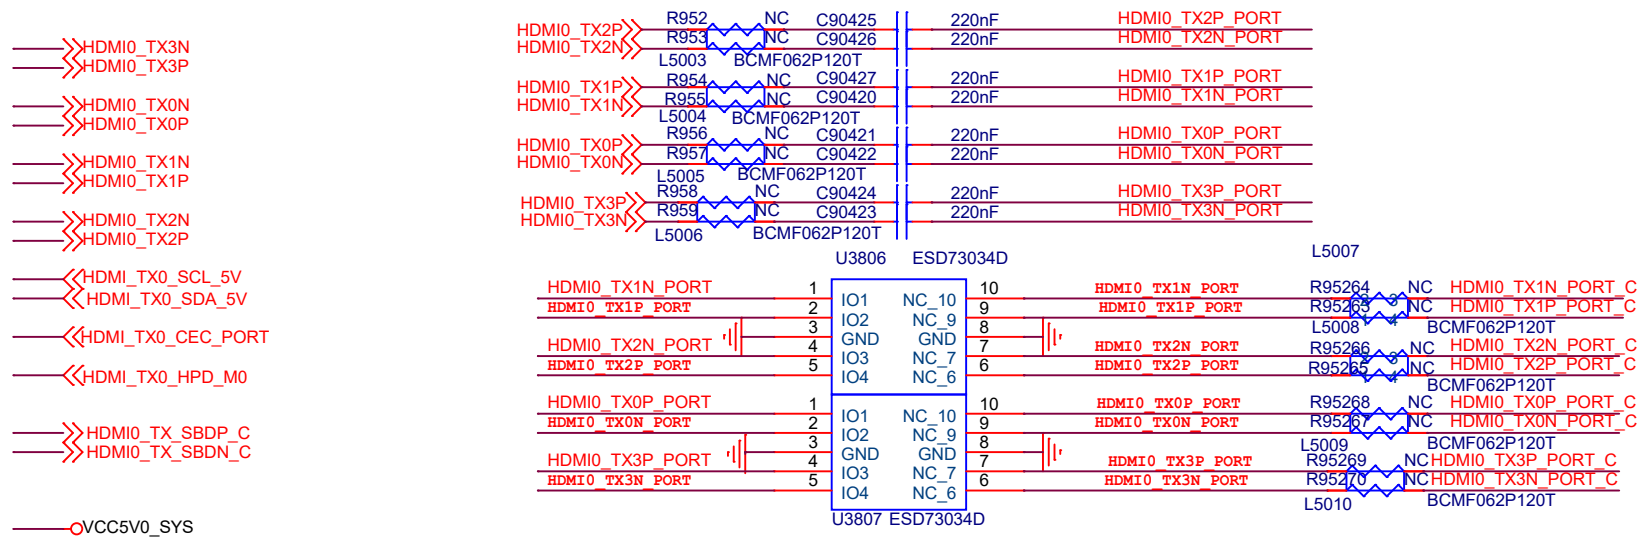 HDMI0_TX3N
HDMI0_TX3P
HDMI0_TX0N
HDMI0_TX0P
HDMI0_TX1N
HDMI0_TX1P
HDMI0_TX2N
HDMI0_TX2P
HDMI_TX0_SCL_5V
HDMI_TX0_SDA_5V
HDMI_TX0_CEC_PORT
HDMI_TX0_HPD_M0
HDMI0_TX_SBDP_C
HDMI0_TX_SBDN_C
VCC5V0_SYS
HDMI0_TX2P R952 NC C90425 220nF HDMI0_TX2P_PORT
HDMI0_TX2N R953 NC C90426 220nF HDMI0_TX2N_PORT
L5003 BCMF062P120T
HDMI0_TX1P R954 NC C90427 220nF HDMI0_TX1P_PORT
HDMI0_TX1N R955 NC C90420 220nF HDMI0_TX1N_PORT
L5004 BCMF062P120T
HDMI0_TX0P R956 NC C90421 220nF HDMI0_TX0P_PORT
HDMI0_TX0N R957 NC C90422 220nF HDMI0_TX0N_PORT
L5005 BCMF062P120T
HDMI0_TX3P R958 NC C90424 220nF HDMI0_TX3P_PORT
HDMI0_TX3N R959 NC C90423 220nF HDMI0_TX3N_PORT
L5006 BCMF062P120T
U3806 ESD73034D L5007
HDMI0_TX1N_PORT 1 IO1 NC_10 10 HDMI0_TX1N_PORT R95264 NC HDMI0_TX1N_PORT_C
HDMI0_TX1P_PORT 2 IO2 NC_9 9 HDMI0_TX1P_PORT R95263 NC HDMI0_TX1P_PORT_C
3 GND GND 8 L5008 BCMF062P120T
HDMI0_TX2N_PORT 4 IO3 NC_7 7 HDMI0_TX2N_PORT R95266 NC HDMI0_TX2N_PORT_C
HDMI0_TX2P_PORT 5 IO4 NC_6 6 HDMI0_TX2P_PORT R95265 NC HDMI0_TX2P_PORT_C
BCMF062P120T
HDMI0_TX0P_PORT 1 IO1 NC_10 10 HDMI0_TX0P_PORT R95268 NC HDMI0_TX0P_PORT_C
HDMI0_TX0N_PORT 2 IO2 NC_9 9 HDMI0_TX0N_PORT R95267 NC HDMI0_TX0N_PORT_C
3 GND GND 8 L5009 BCMF062P120T
HDMI0_TX3P_PORT 4 IO3 NC_7 7 HDMI0_TX3P_PORT R95269 NC HDMI0_TX3P_PORT_C
HDMI0_TX3N_PORT 5 IO4 NC_6 6 HDMI0_TX3N_PORT R95270 NC HDMI0_TX3N_PORT_C
L5010 BCMF062P120T
U3807 ESD73034D